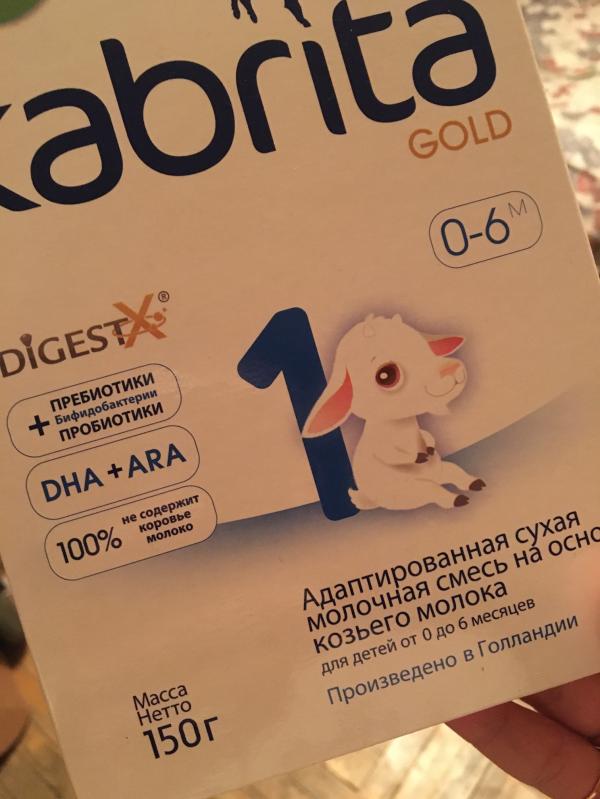 Kabrita
GOLD
0-6 М
DIGESTX®
+ ПРЕБИОТИКИ
Бифидобактерии
ПРОБИОТИКИ
DHA+ARA
100% не содержит
коровье
молоко
1
Адаптированная сухая
молочная смесь на осно
козьего молока
для детей от 0 до 6 месяцев
Произведено в Голландии
Масса
Нетто
150г